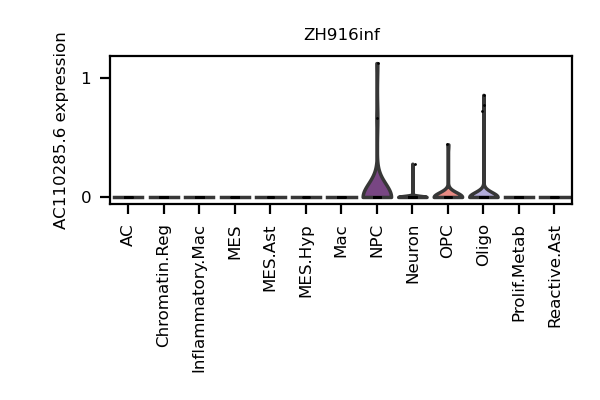 ZH916inf
AC110285.6 expression
1
0
AC
Chromatin.Reg
Inflammatory.Mac
MES
MES.Ast
MES.Hyp
Mac
NPC
Neuron
OPC
Oligo
Prolif.Metab
Reactive.Ast